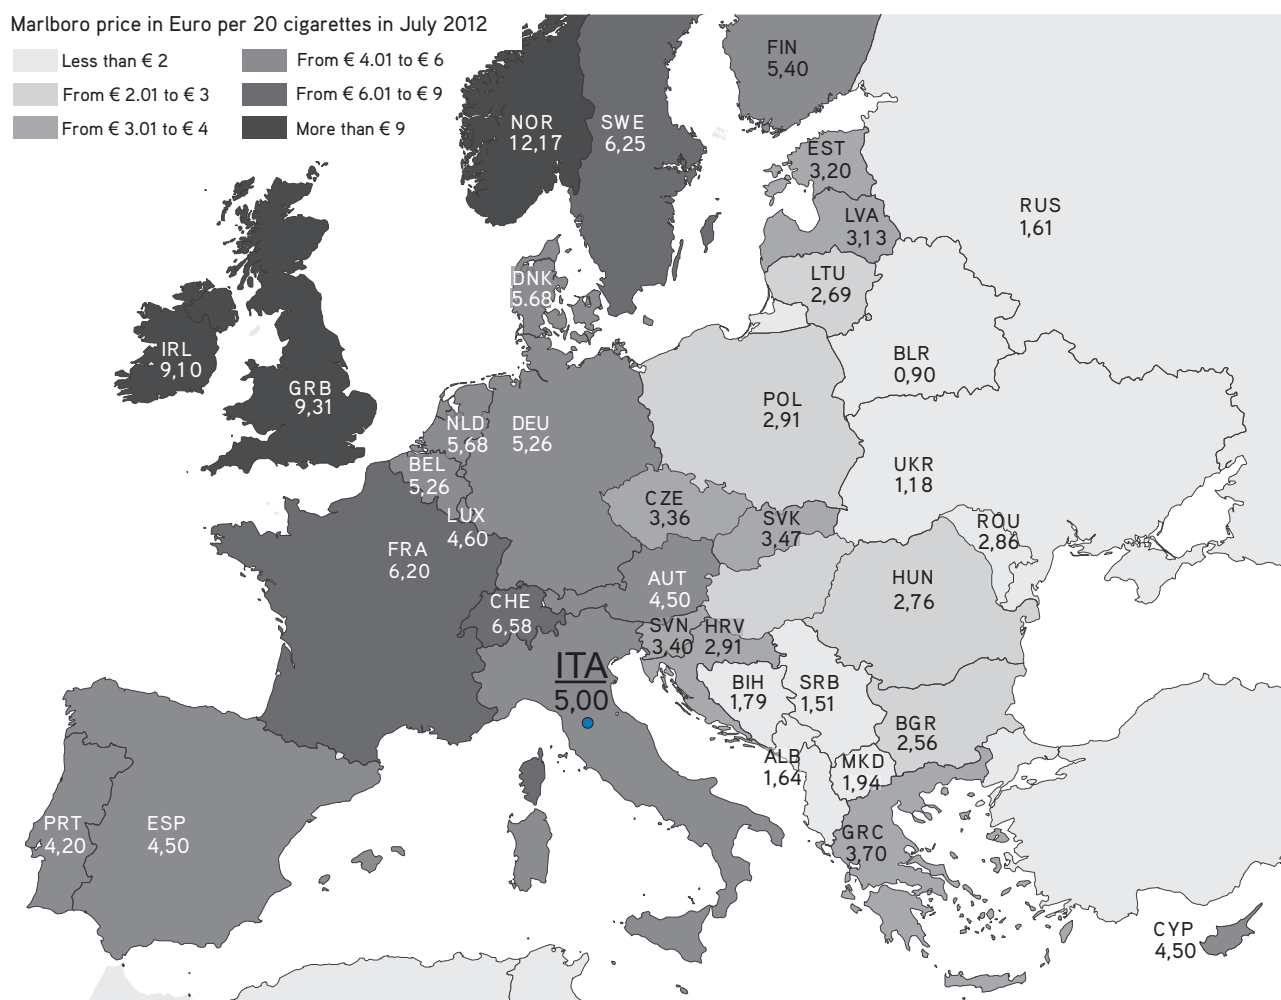 Marlboro price in Euro per 20 cigarettes in July 2012
Less than € 2
From € 2.01 to € 3
From € 3.01 to € 4
From € 4.01 to € 6
From € 6.01 to € 9
More than € 9
FIN
5,40
NOR
12,17
SWE
6,25
EST
3,20
RUS
1,61
LVA
3,13
LTU
2,69
DNK
5.68
IRL
9,10
GRB
9,31
BLR
0,90
POL
2,91
NLD
5,68
DEU
5,26
BEL
5,26
UKR
1,18
LUX
4,60
CZE
3,36
SVK
3,47
ROU
2,86
FRA
6,20
AUT
4,50
HUN
2,76
CHE
6,58
SVN
3,40
HRV
2,91
ITA
5,00
BIH
1,79
SRB
1,51
BGR
2,56
ALB
1,64
MKD
1,94
PRT
4,20
ESP
4,50
GRC
3,70
CYP
4,50